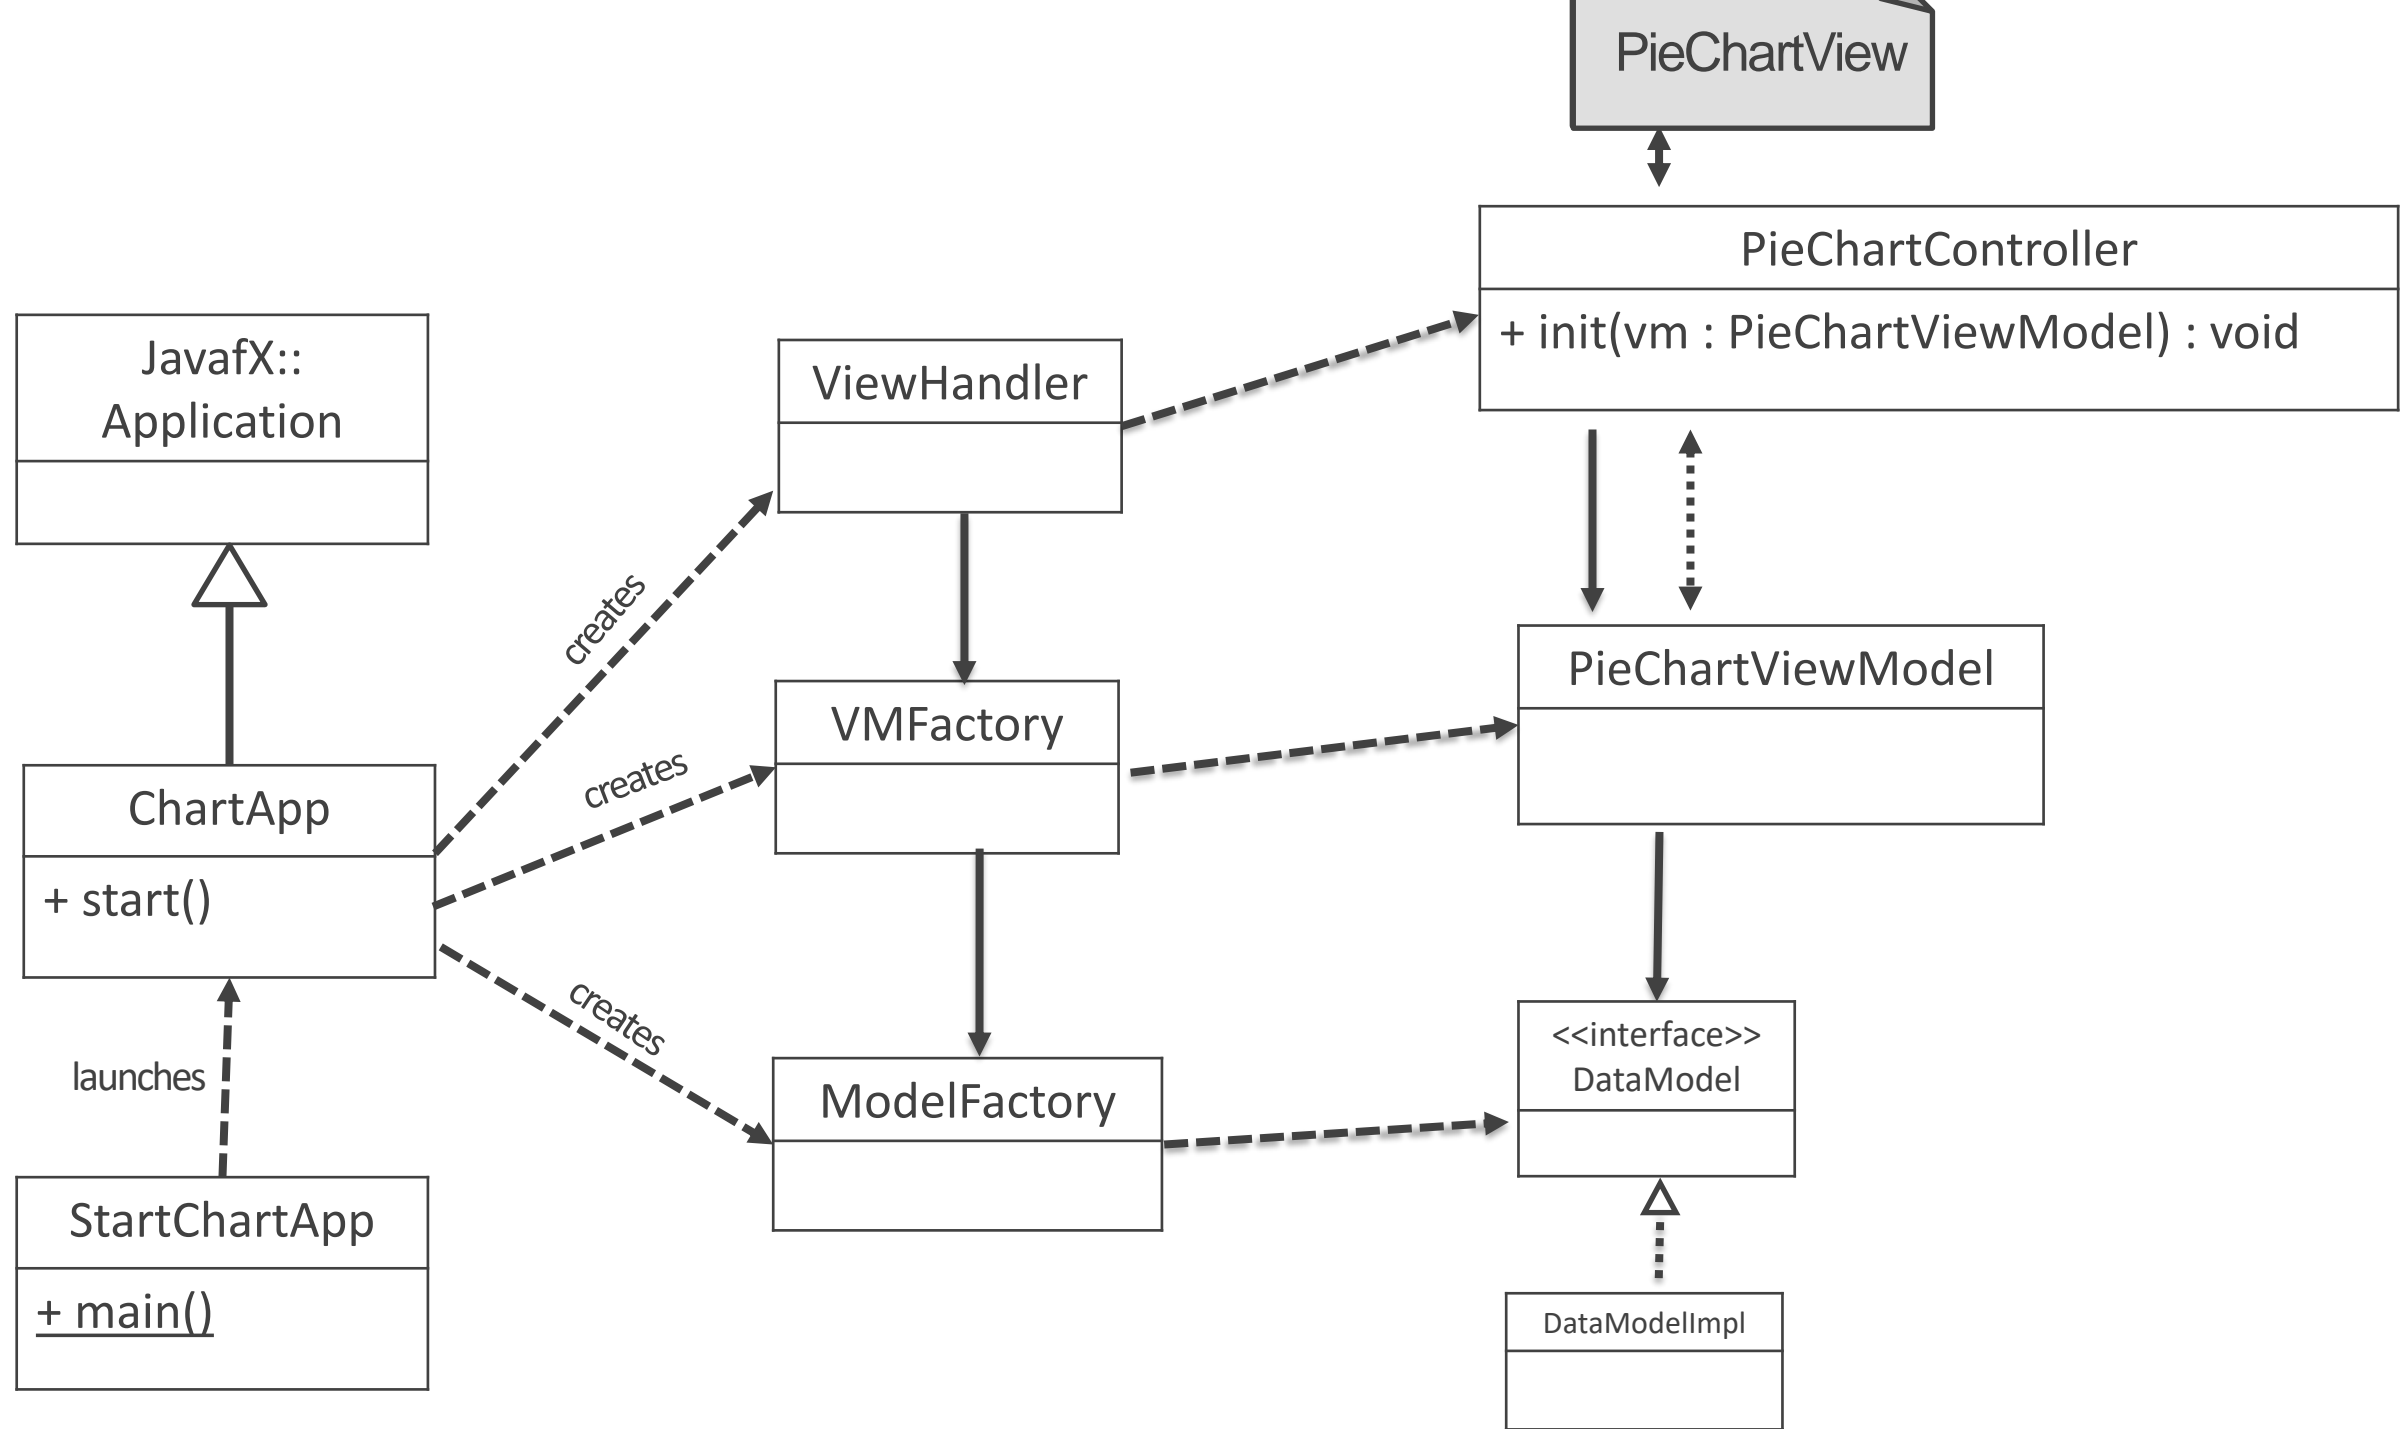 PieChartView
PieChartController
+ init(vm : PieChartViewModel) : void
JavafX::
Application
ViewHandler
creates
PieChartViewModel
VMFactory
creates
ChartApp
+ start()
creates
<<interface>>
DataModel
launches
ModelFactory
StartChartApp
+ main()
DataModelImpl